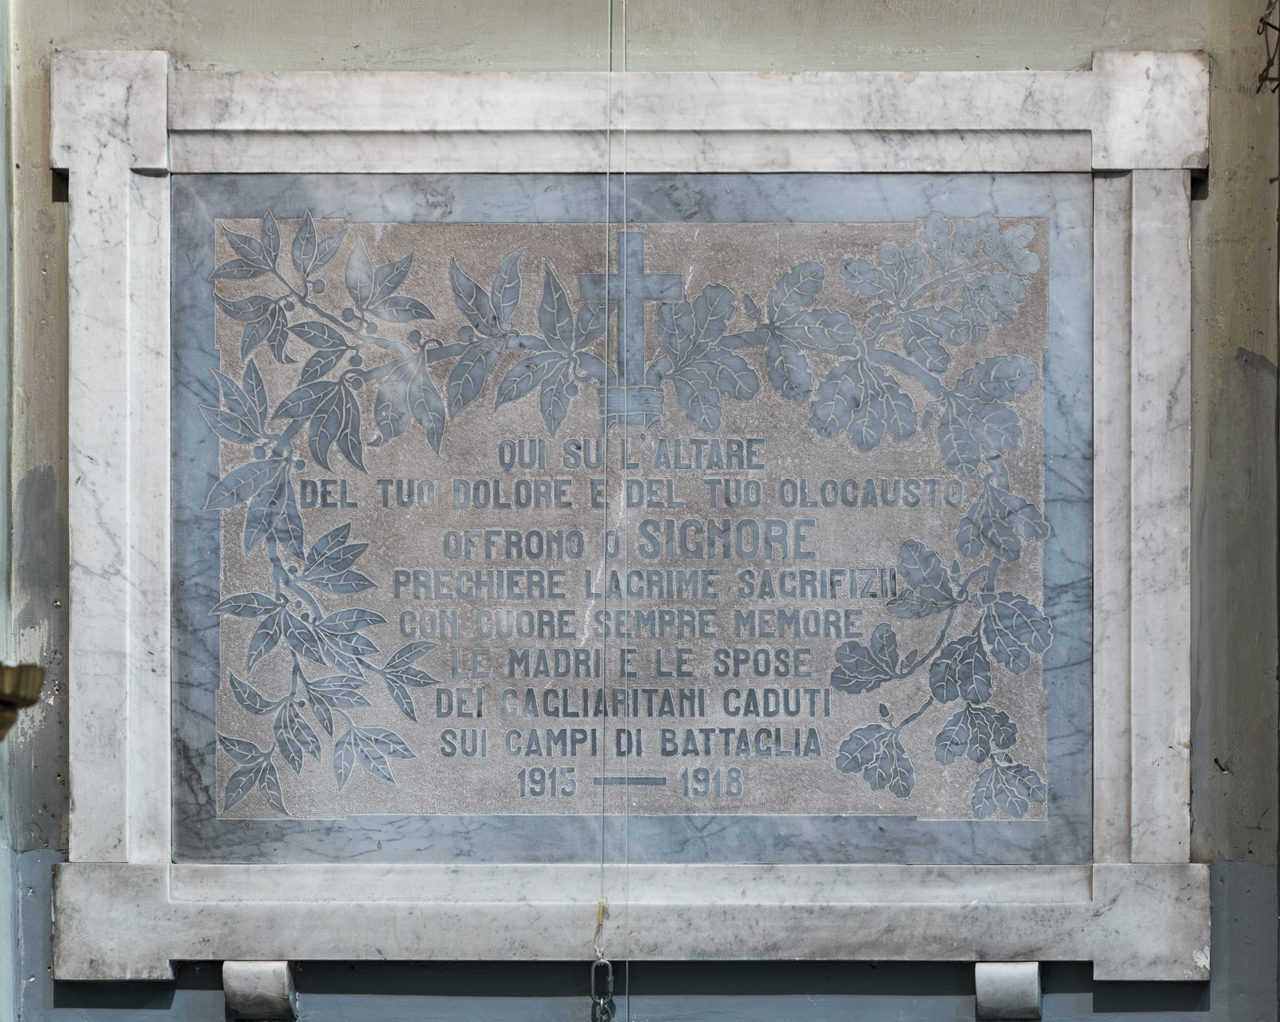 QUI SU L'ALTARE
DEL TUO DOLORE E DEL TUO OLOCAUSTO
OFFRONO O SIGNORE
PREGHIERE LAGRIME SACRIFIZII
CON CUORE SEMPRE MEMORE
LE MADRI E LE SPOSE
DEI CAGLIARITANI CADUTI
SUI CAMPI DI BATTAGLIA
1915 — 1918